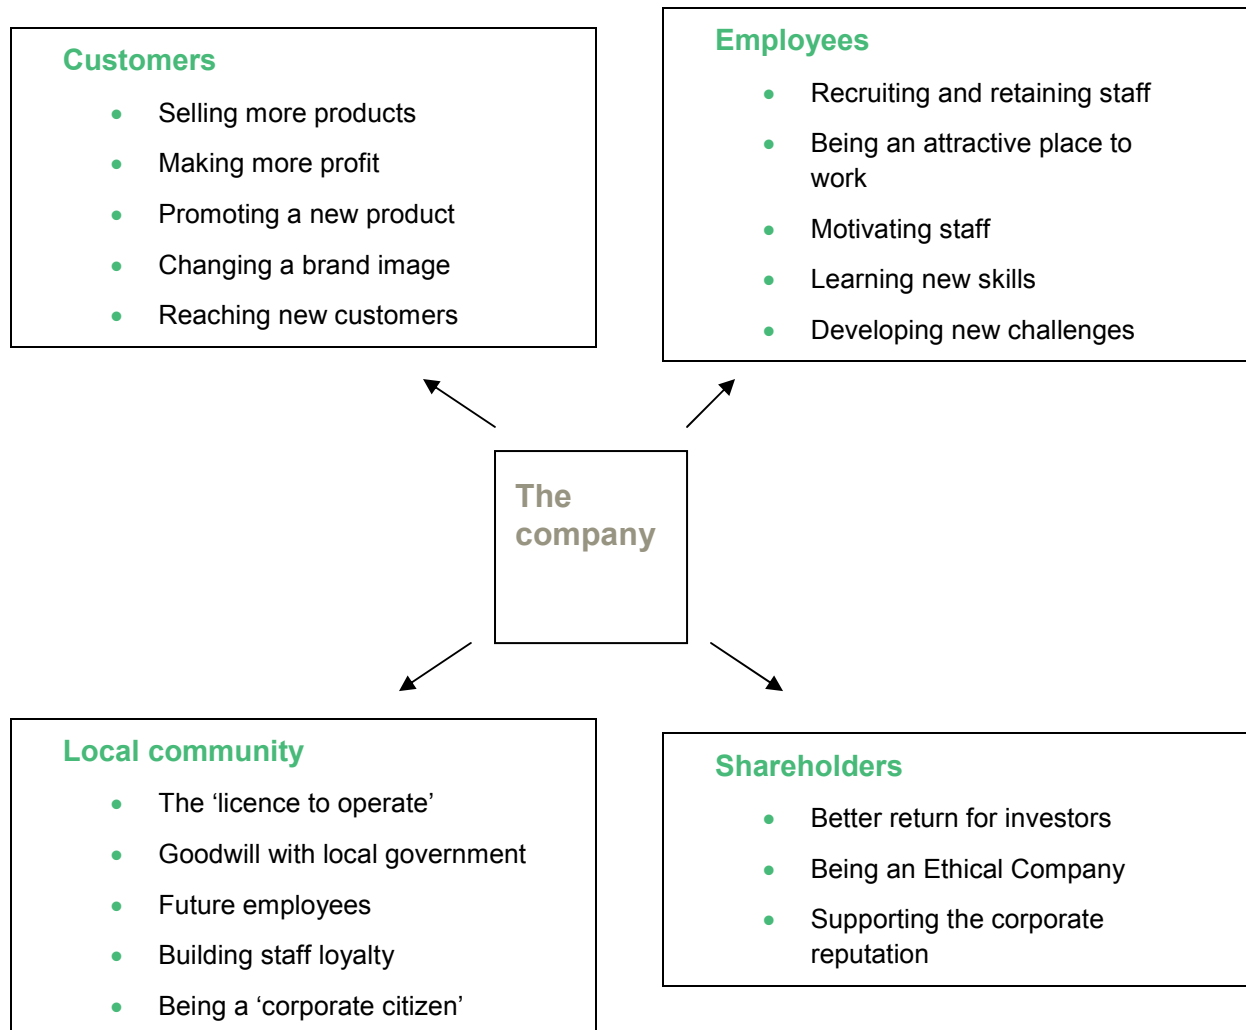 Customers
Selling more products
Making more profit
Promoting a new product
Changing a brand image
Reaching new customers
Employees
Recruiting and retaining staff
Being an attractive place to
work
Motivating staff
Learning new skills
Developing new challenges
The
company
Local community
The ‘licence to operate’
Goodwill with local government
Future employees
Building staff loyalty
Being a ‘corporate citizen’
Shareholders
Better return for investors
Being an Ethical Company
Supporting the corporate
reputation